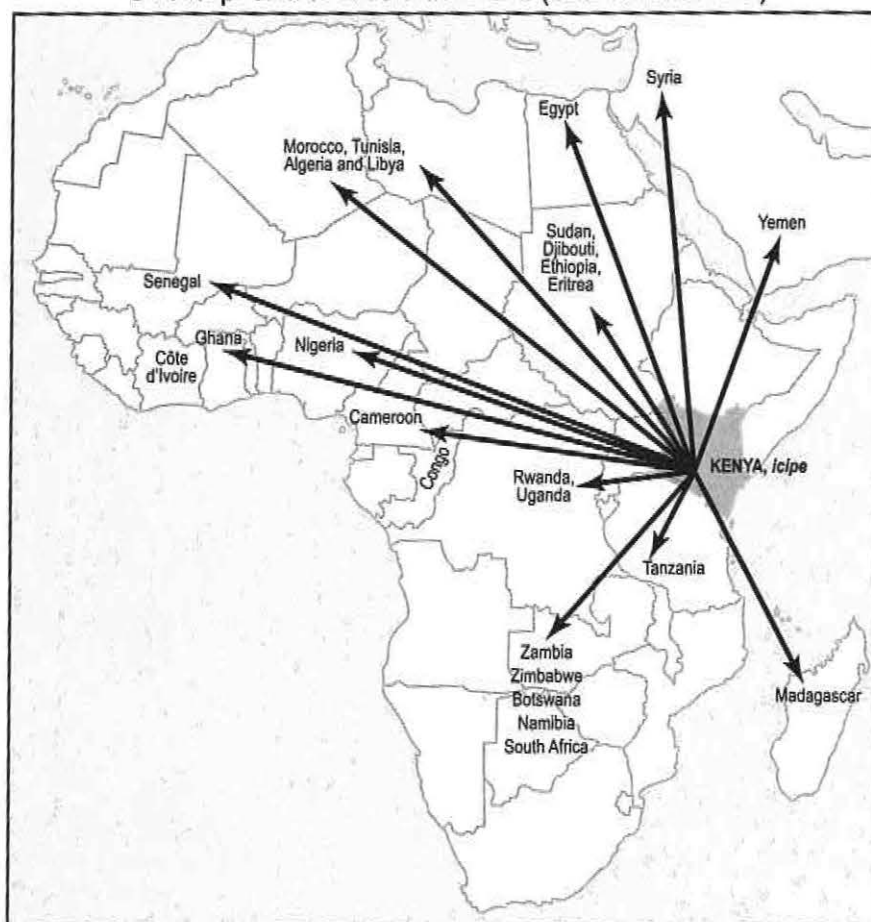 Syria
Egypt
Morocco, Tunisia,
Algeria and Libya
Yemen
Sudan,
Djibouti,
Ethiopia,
Eritrea
Senegal
Ghana
Nigeria
Côte
d'Ivoire
Cameroon
Congo
KENYA, icipe
Rwanda,
Uganda
Tanzania
Zambia
Zimbabwe
Botswana
Namibia
South Africa
Madagascar